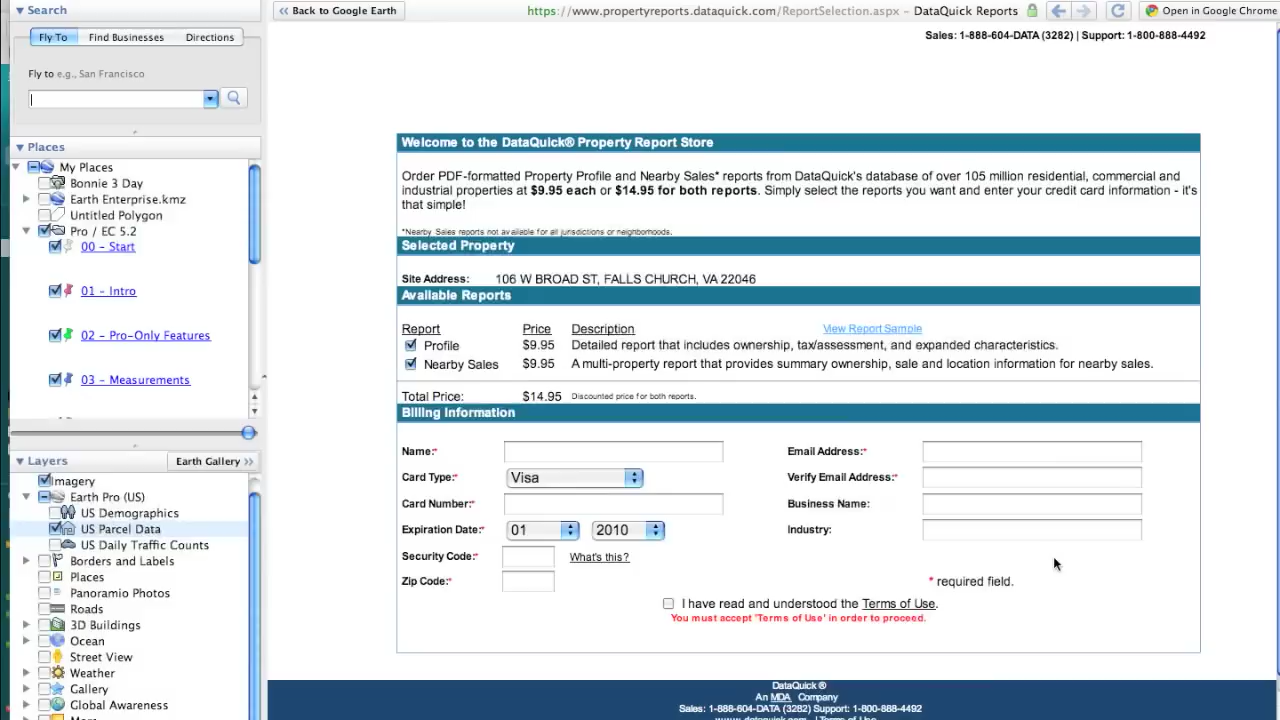 Search
Back to Google Earth
https://www.propertyreports.dataquick.com/ReportSelection.aspx – DataQuick Reports
Open in Google Chrome
Sales: 1-888-604-DATA (3282) | Support: 1-800-888-4492
Fly To
Find Businesses
Directions
Fly to e.g., San Francisco
Places
My Places
Bonnie 3 Day
Earth Enterprise.kmz
Untitled Polygon
Pro / EC 5.2
00 – Start
01 – Intro
02 – Pro-Only Features
03 – Measurements
Layers
Earth Gallery >>
Imagery
Earth Pro (US)
US Demographics
US Parcel Data
US Daily Traffic Counts
Borders and Labels
Places
Panoramio Photos
Roads
3D Buildings
Ocean
Street View
Weather
Gallery
Global Awareness
More
Welcome to the DataQuick® Property Report Store
Order PDF-formatted Property Profile and Nearby Sales* reports from DataQuick's database of over 105 million residential, commercial and
industrial properties at $9.95 each or $14.95 for both reports. Simply select the reports you want and enter your credit card information - it's
that simple!
*Nearby Sales reports not available for all jurisdictions or neighborhoods.
Selected Property
Site Address: 106 W BROAD ST, FALLS CHURCH, VA 22046
Available Reports
Report Price Description View Report Sample
Profile $9.95 Detailed report that includes ownership, tax/assessment, and expanded characteristics.
Nearby Sales $9.95 A multi-property report that provides summary ownership, sale and location information for nearby sales.
Total Price: $14.95 Discounted price for both reports.
Billing Information
Name:* Email Address:*
Card Type:* Visa Verify Email Address:*
Card Number:* Business Name:
Expiration Date:* 01 2010 Industry:
Security Code:* What's this?
Zip Code:* * required field.
I have read and understood the Terms of Use.
You must accept 'Terms of Use' in order to proceed.
DataQuick ®
An MDA Company
Sales: 1-888-604-DATA (3282) Support: 1-800-888-4492
www.dataquick.com | Terms of Use